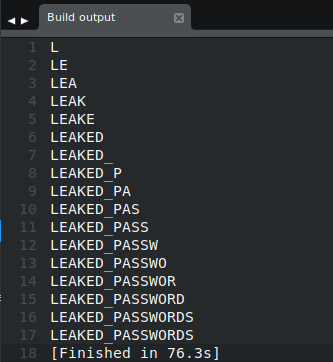 Build output
1 L
2 LE
3 LEA
4 LEAK
5 LEAKE
6 LEAKED
7 LEAKED_
8 LEAKED_P
9 LEAKED_PA
10 LEAKED_PAS
11 LEAKED_PASS
12 LEAKED_PASSW
13 LEAKED_PASSWO
14 LEAKED_PASSWOR
15 LEAKED_PASSWORD
16 LEAKED_PASSWORDS
17 LEAKED_PASSWORDS
18 [Finished in 76.3s]